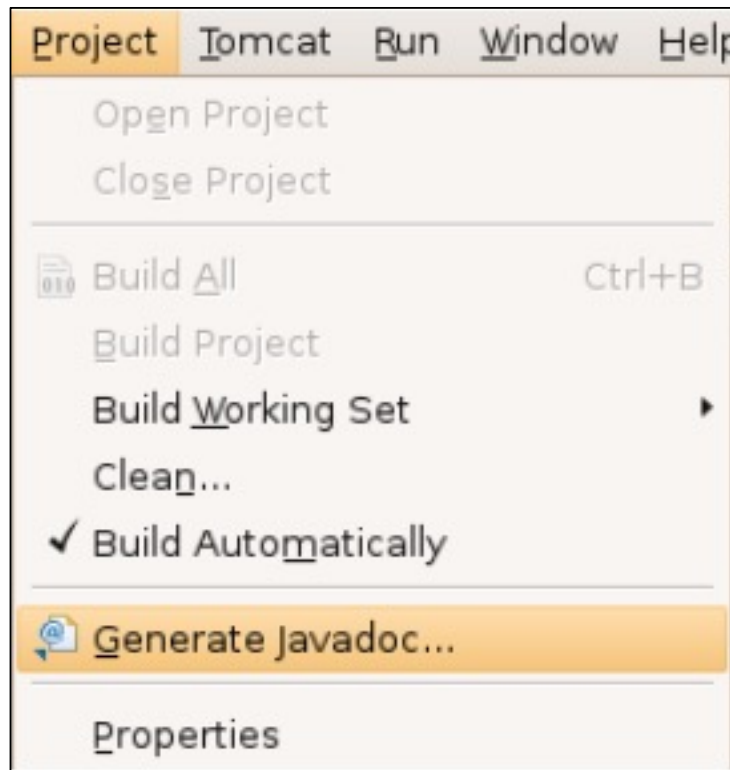 Project Tomcat Run Window Help
Open Project
Close Project
Build All Ctrl+B
Build Project
Build Working Set
Clean...
Build Automatically
Generate Javadoc...
Properties